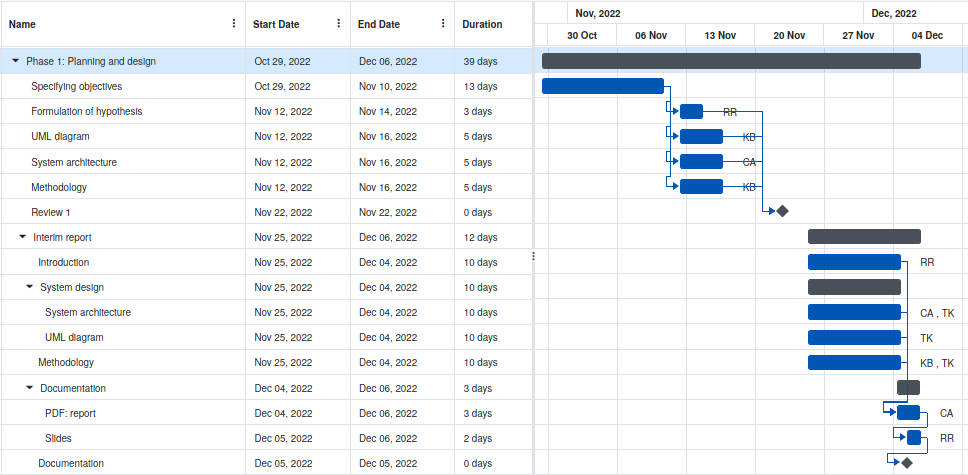 Name Start Date End Date Duration Nov, 2022 Dec, 2022
30 Oct 06 Nov 13 Nov 20 Nov 27 Nov 04 Dec
Phase 1: Planning and design Oct 29, 2022 Dec 06, 2022 39 days
Specifying objectives Oct 29, 2022 Nov 10, 2022 13 days
Formulation of hypothesis Nov 12, 2022 Nov 14, 2022 3 days RR
UML diagram Nov 12, 2022 Nov 16, 2022 5 days KB
System architecture Nov 12, 2022 Nov 16, 2022 5 days CA
Methodology Nov 12, 2022 Nov 16, 2022 5 days KB
Review 1 Nov 22, 2022 Nov 22, 2022 0 days
Interim report Nov 25, 2022 Dec 06, 2022 12 days
Introduction Nov 25, 2022 Dec 04, 2022 10 days RR
System design Nov 25, 2022 Dec 04, 2022 10 days
System architecture Nov 25, 2022 Dec 04, 2022 10 days CA , TK
UML diagram Nov 25, 2022 Dec 04, 2022 10 days TK
Methodology Nov 25, 2022 Dec 04, 2022 10 days KB , TK
Documentation Dec 04, 2022 Dec 06, 2022 3 days
PDF: report Dec 04, 2022 Dec 06, 2022 3 days CA
Slides Dec 05, 2022 Dec 06, 2022 2 days RR
Documentation Dec 05, 2022 Dec 05, 2022 0 days